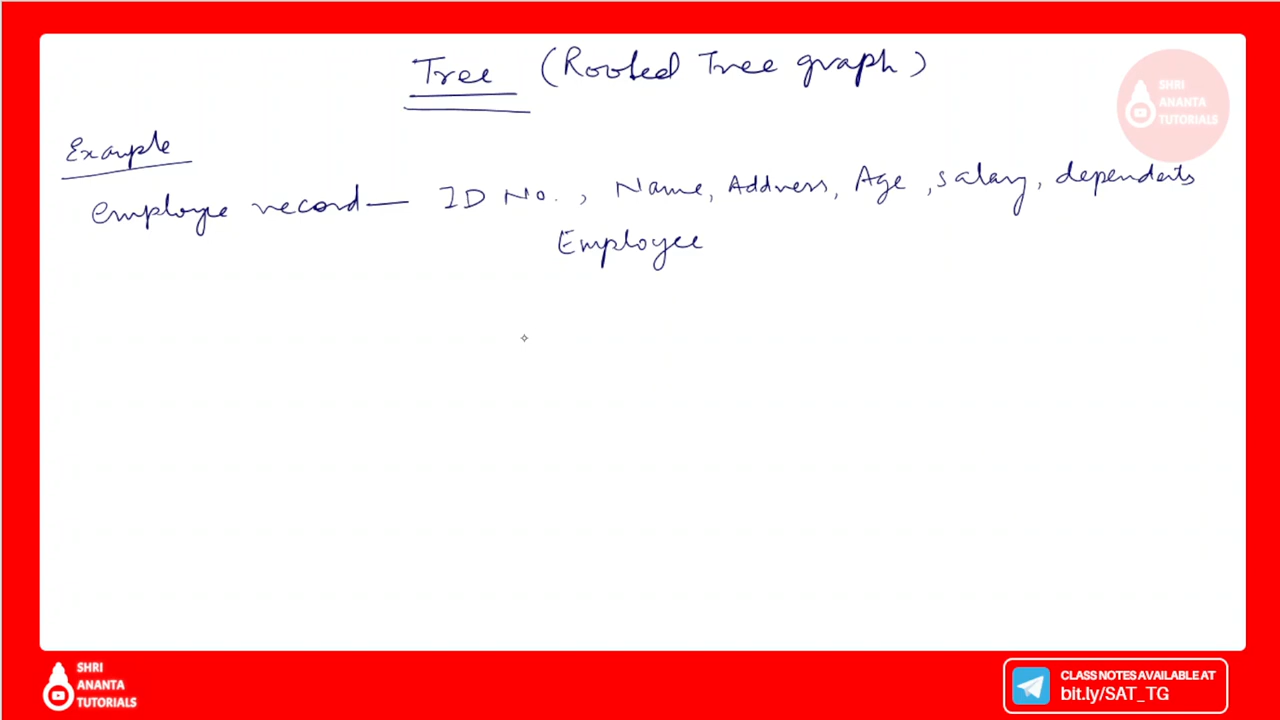 Tree (Rooted Tree graph)
SHRI
ANANTA
TUTORIALS
Example
employee record — ID No., Name, Address, Age, salary, dependents
Employee
SHRI
ANANTA
TUTORIALS
CLASS NOTES AVAILABLE AT
bit.ly/SAT_TG